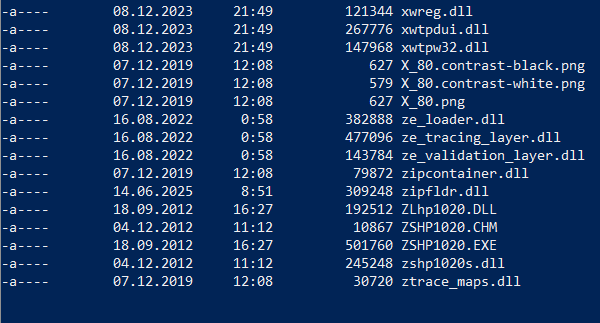 -a---- 08.12.2023 21:49 121344 xwreg.dll
-a---- 08.12.2023 21:49 267776 xwtpdui.dll
-a---- 08.12.2023 21:49 147968 xwtpw32.dll
-a---- 07.12.2019 12:08 627 X_80.contrast-black.png
-a---- 07.12.2019 12:08 579 X_80.contrast-white.png
-a---- 07.12.2019 12:08 627 X_80.png
-a---- 16.08.2022 0:58 382888 ze_loader.dll
-a---- 16.08.2022 0:58 477096 ze_tracing_layer.dll
-a---- 16.08.2022 0:58 143784 ze_validation_layer.dll
-a---- 07.12.2019 12:08 79872 zipcontainer.dll
-a---- 14.06.2025 8:51 309248 zipfldr.dll
-a---- 18.09.2012 16:27 192512 ZLhp1020.DLL
-a---- 04.12.2012 11:12 10867 ZSHP1020.CHM
-a---- 18.09.2012 16:27 501760 ZSHP1020.EXE
-a---- 04.12.2012 11:12 245248 zshp1020s.dll
-a---- 07.12.2019 12:08 30720 ztrace_maps.dll